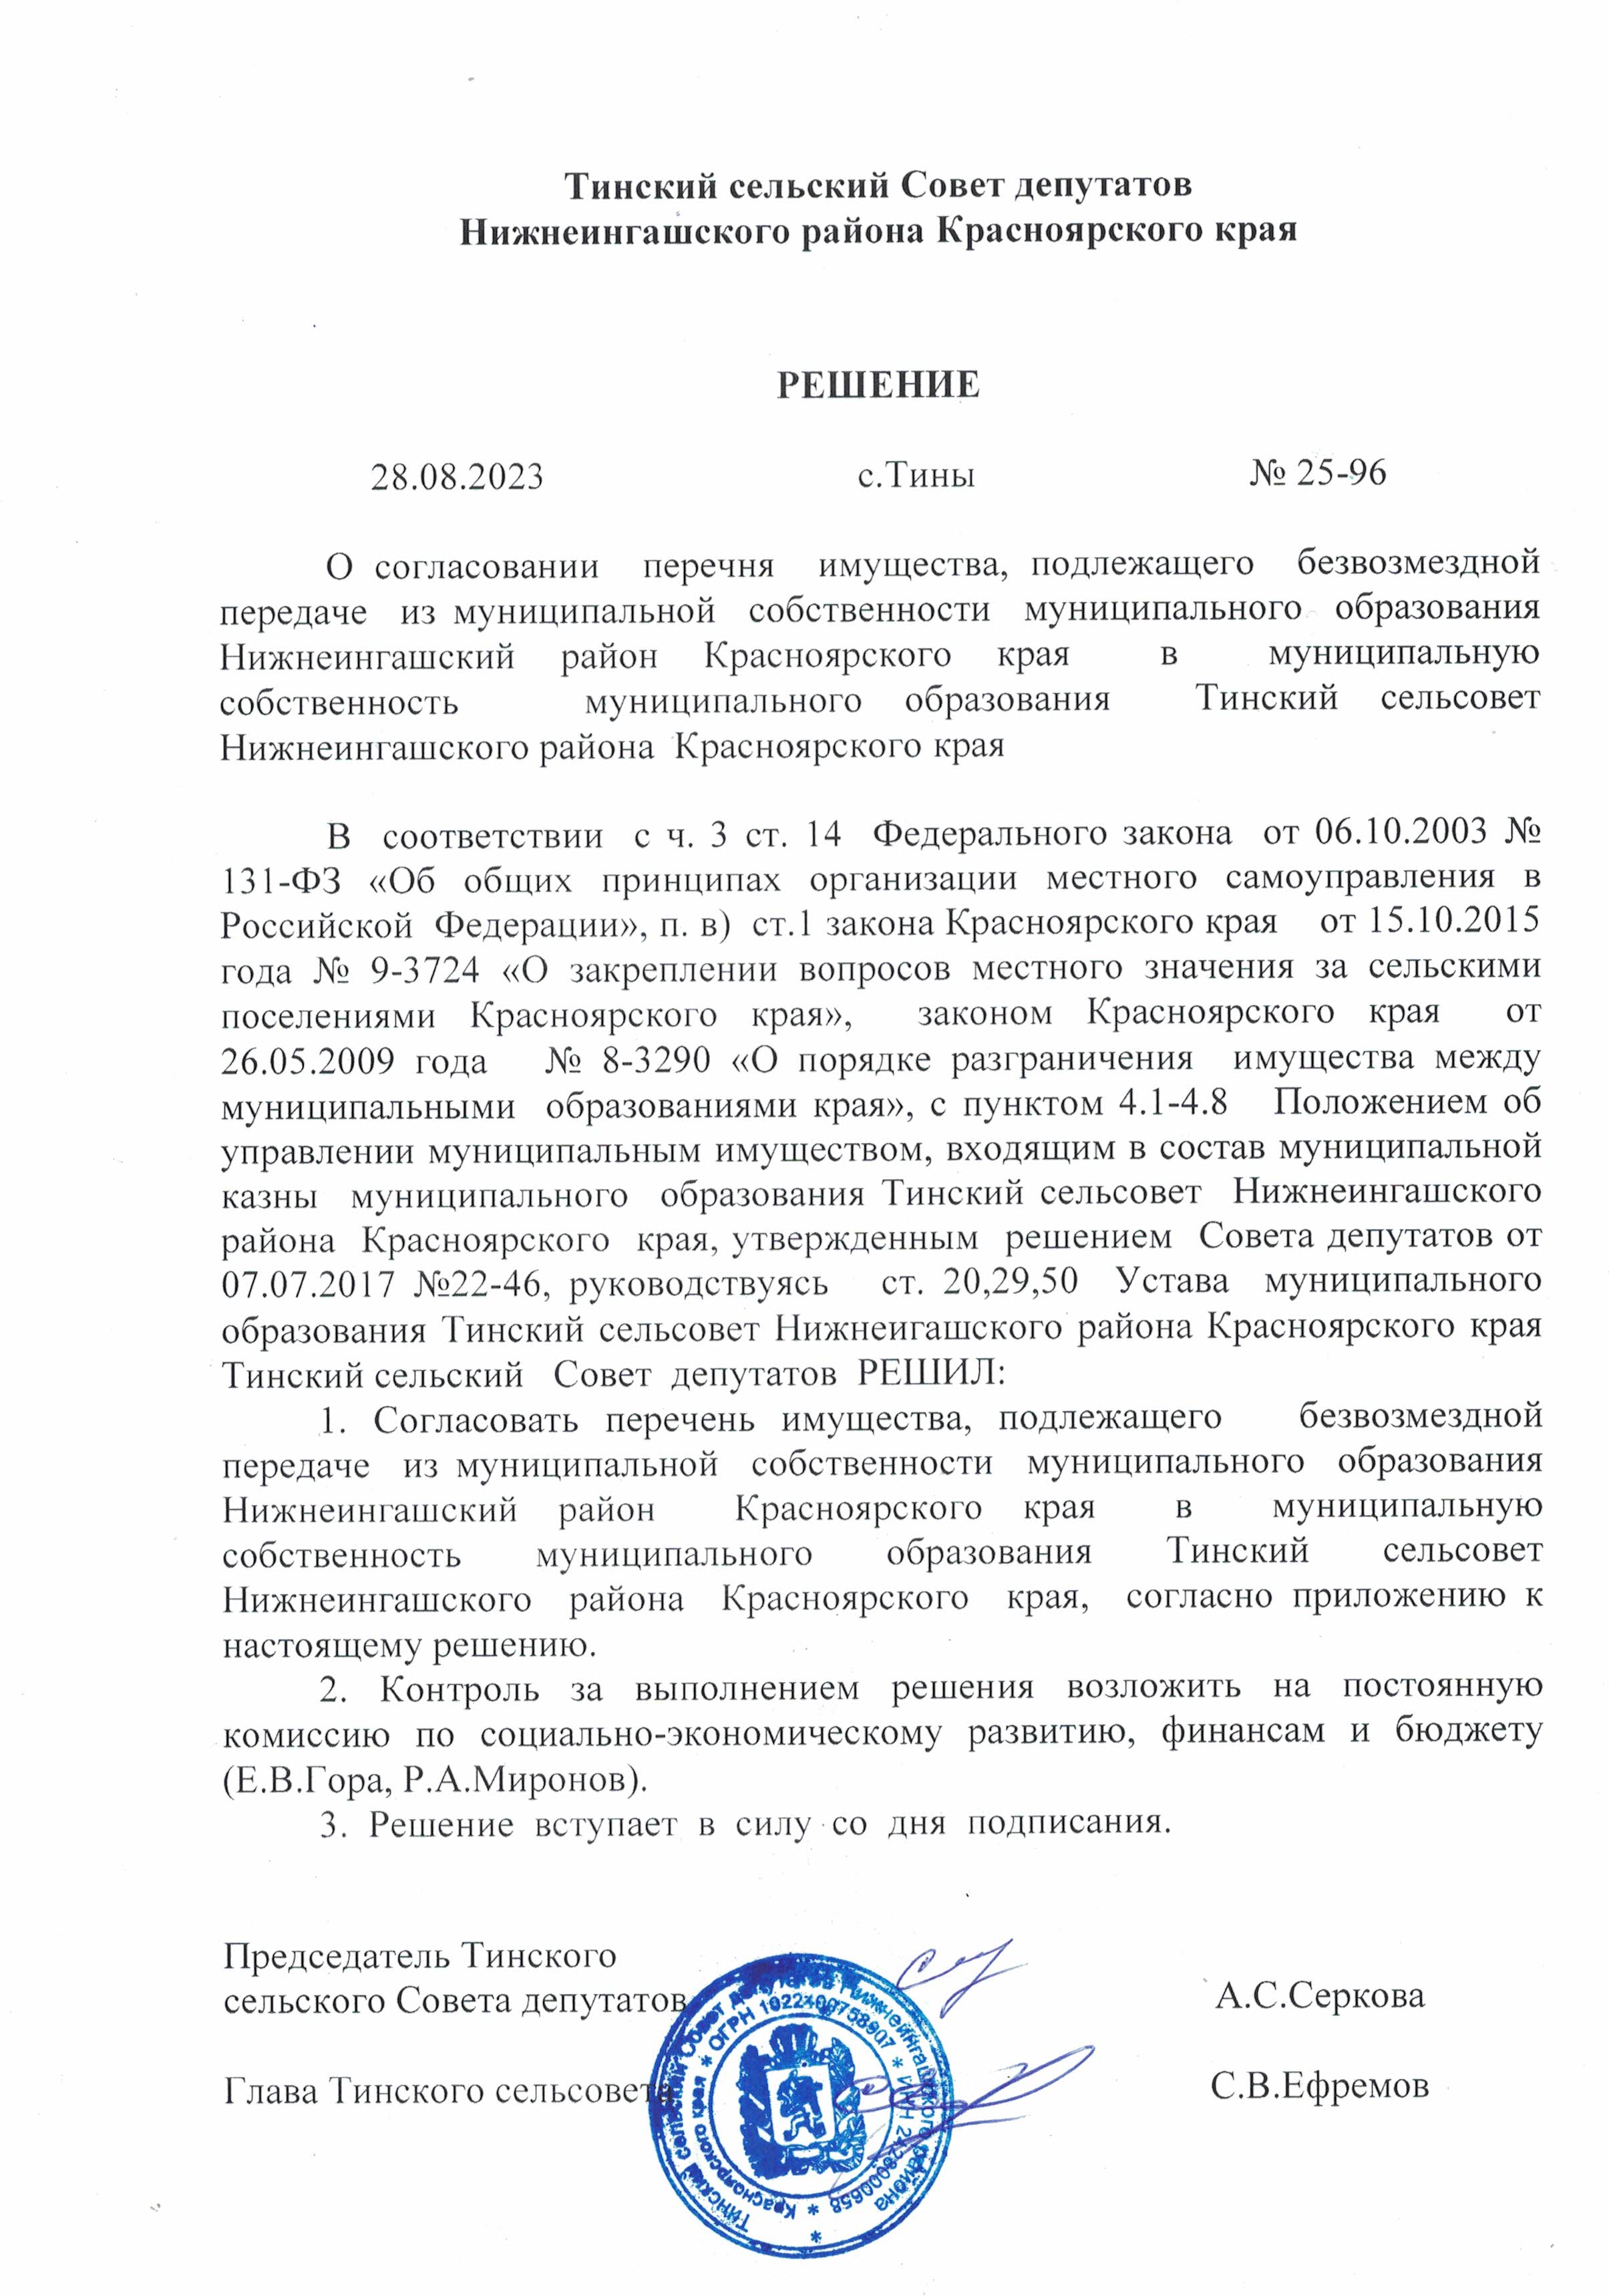 Тинский сельский Совет депутатов
Нижнеингашского района Красноярского края
РЕШЕНИЕ
28.08.2023 с.Тины № 25-96
О согласовании перечня имущества, подлежащего безвозмездной
передаче из муниципальной собственности муниципального образования
Нижнеингашский район Красноярского края в муниципальную
собственность муниципального образования Тинский сельсовет
Нижнеингашского района Красноярского края
В соответствии с ч. 3 ст. 14 Федерального закона от 06.10.2003 №
131-ФЗ «Об общих принципах организации местного самоуправления в
Российской Федерации», п. в) ст.1 закона Красноярского края от 15.10.2015
года № 9-3724 «О закреплении вопросов местного значения за сельскими
поселениями Красноярского края», законом Красноярского края от
26.05.2009 года № 8-3290 «О порядке разграничения имущества между
муниципальными образованиями края», с пунктом 4.1-4.8 Положением об
управлении муниципальным имуществом, входящим в состав муниципальной
казны муниципального образования Тинский сельсовет Нижнеингашского
района Красноярского края, утвержденным решением Совета депутатов от
07.07.2017 №22-46, руководствуясь ст. 20,29,50 Устава муниципального
образования Тинский сельсовет Нижнеигашского района Красноярского края
Тинский сельский Совет депутатов РЕШИЛ:
1. Согласовать перечень имущества, подлежащего безвозмездной
передаче из муниципальной собственности муниципального образования
Нижнеингашский район Красноярского края в муниципальную
собственность муниципального образования Тинский сельсовет
Нижнеингашского района Красноярского края, согласно приложению к
настоящему решению.
2. Контроль за выполнением решения возложить на постоянную
комиссию по социально-экономическому развитию, финансам и бюджету
(Е.В.Гора, Р.А.Миронов).
3. Решение вступает в силу со дня подписания.
Председатель Тинского
сельского Совета депутатов А.С.Серкова
Глава Тинского сельсовета С.В.Ефремов
Тинский сельский Совет депутатов Нижнеингашского района
Красноярского края * ОГРН 1022400758907 * ИНН